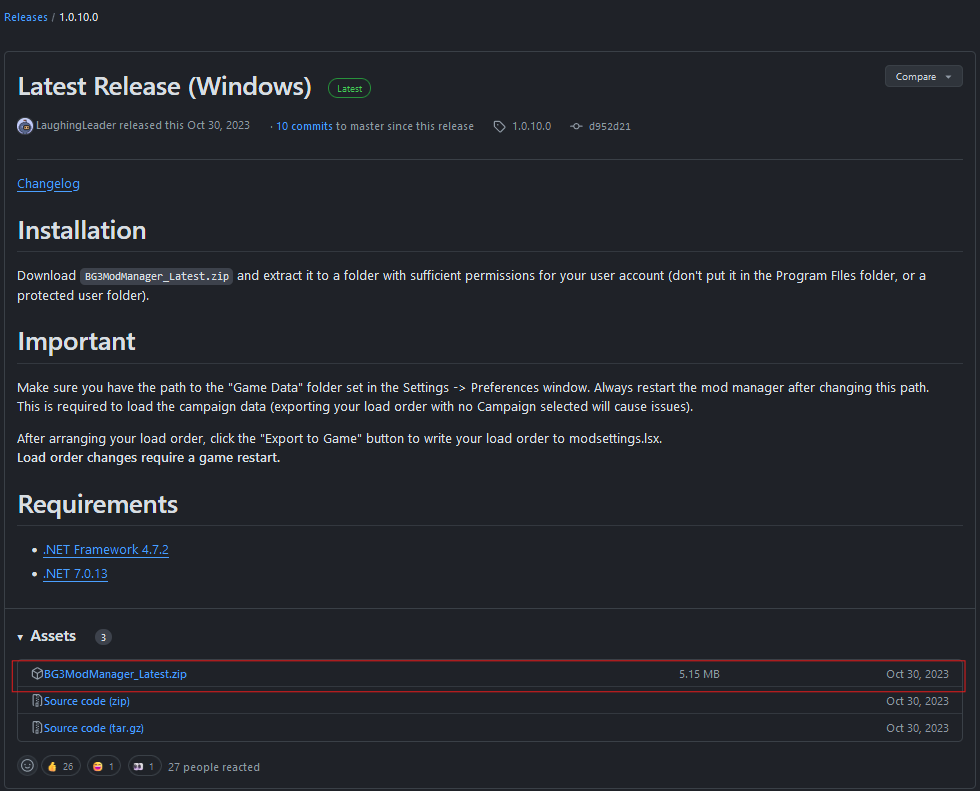 Releases / 1.0.10.0
Latest Release (Windows) Latest Compare
LaughingLeader released this Oct 30, 2023 · 10 commits to master since this release 1.0.10.0 d952d21
Changelog
Installation
Download BG3ModManager_Latest.zip and extract it to a folder with sufficient permissions for your user account (don't put it in the Program FIles folder, or a
protected user folder).
Important
Make sure you have the path to the "Game Data" folder set in the Settings -> Preferences window. Always restart the mod manager after changing this path.
This is required to load the campaign data (exporting your load order with no Campaign selected will cause issues).
After arranging your load order, click the "Export to Game" button to write your load order to modsettings.lsx.
Load order changes require a game restart.
Requirements
• .NET Framework 4.7.2
• .NET 7.0.13
Assets 3
BG3ModManager_Latest.zip 5.15 MB Oct 30, 2023
Source code (zip) Oct 30, 2023
Source code (tar.gz) Oct 30, 2023
26 1 1 27 people reacted